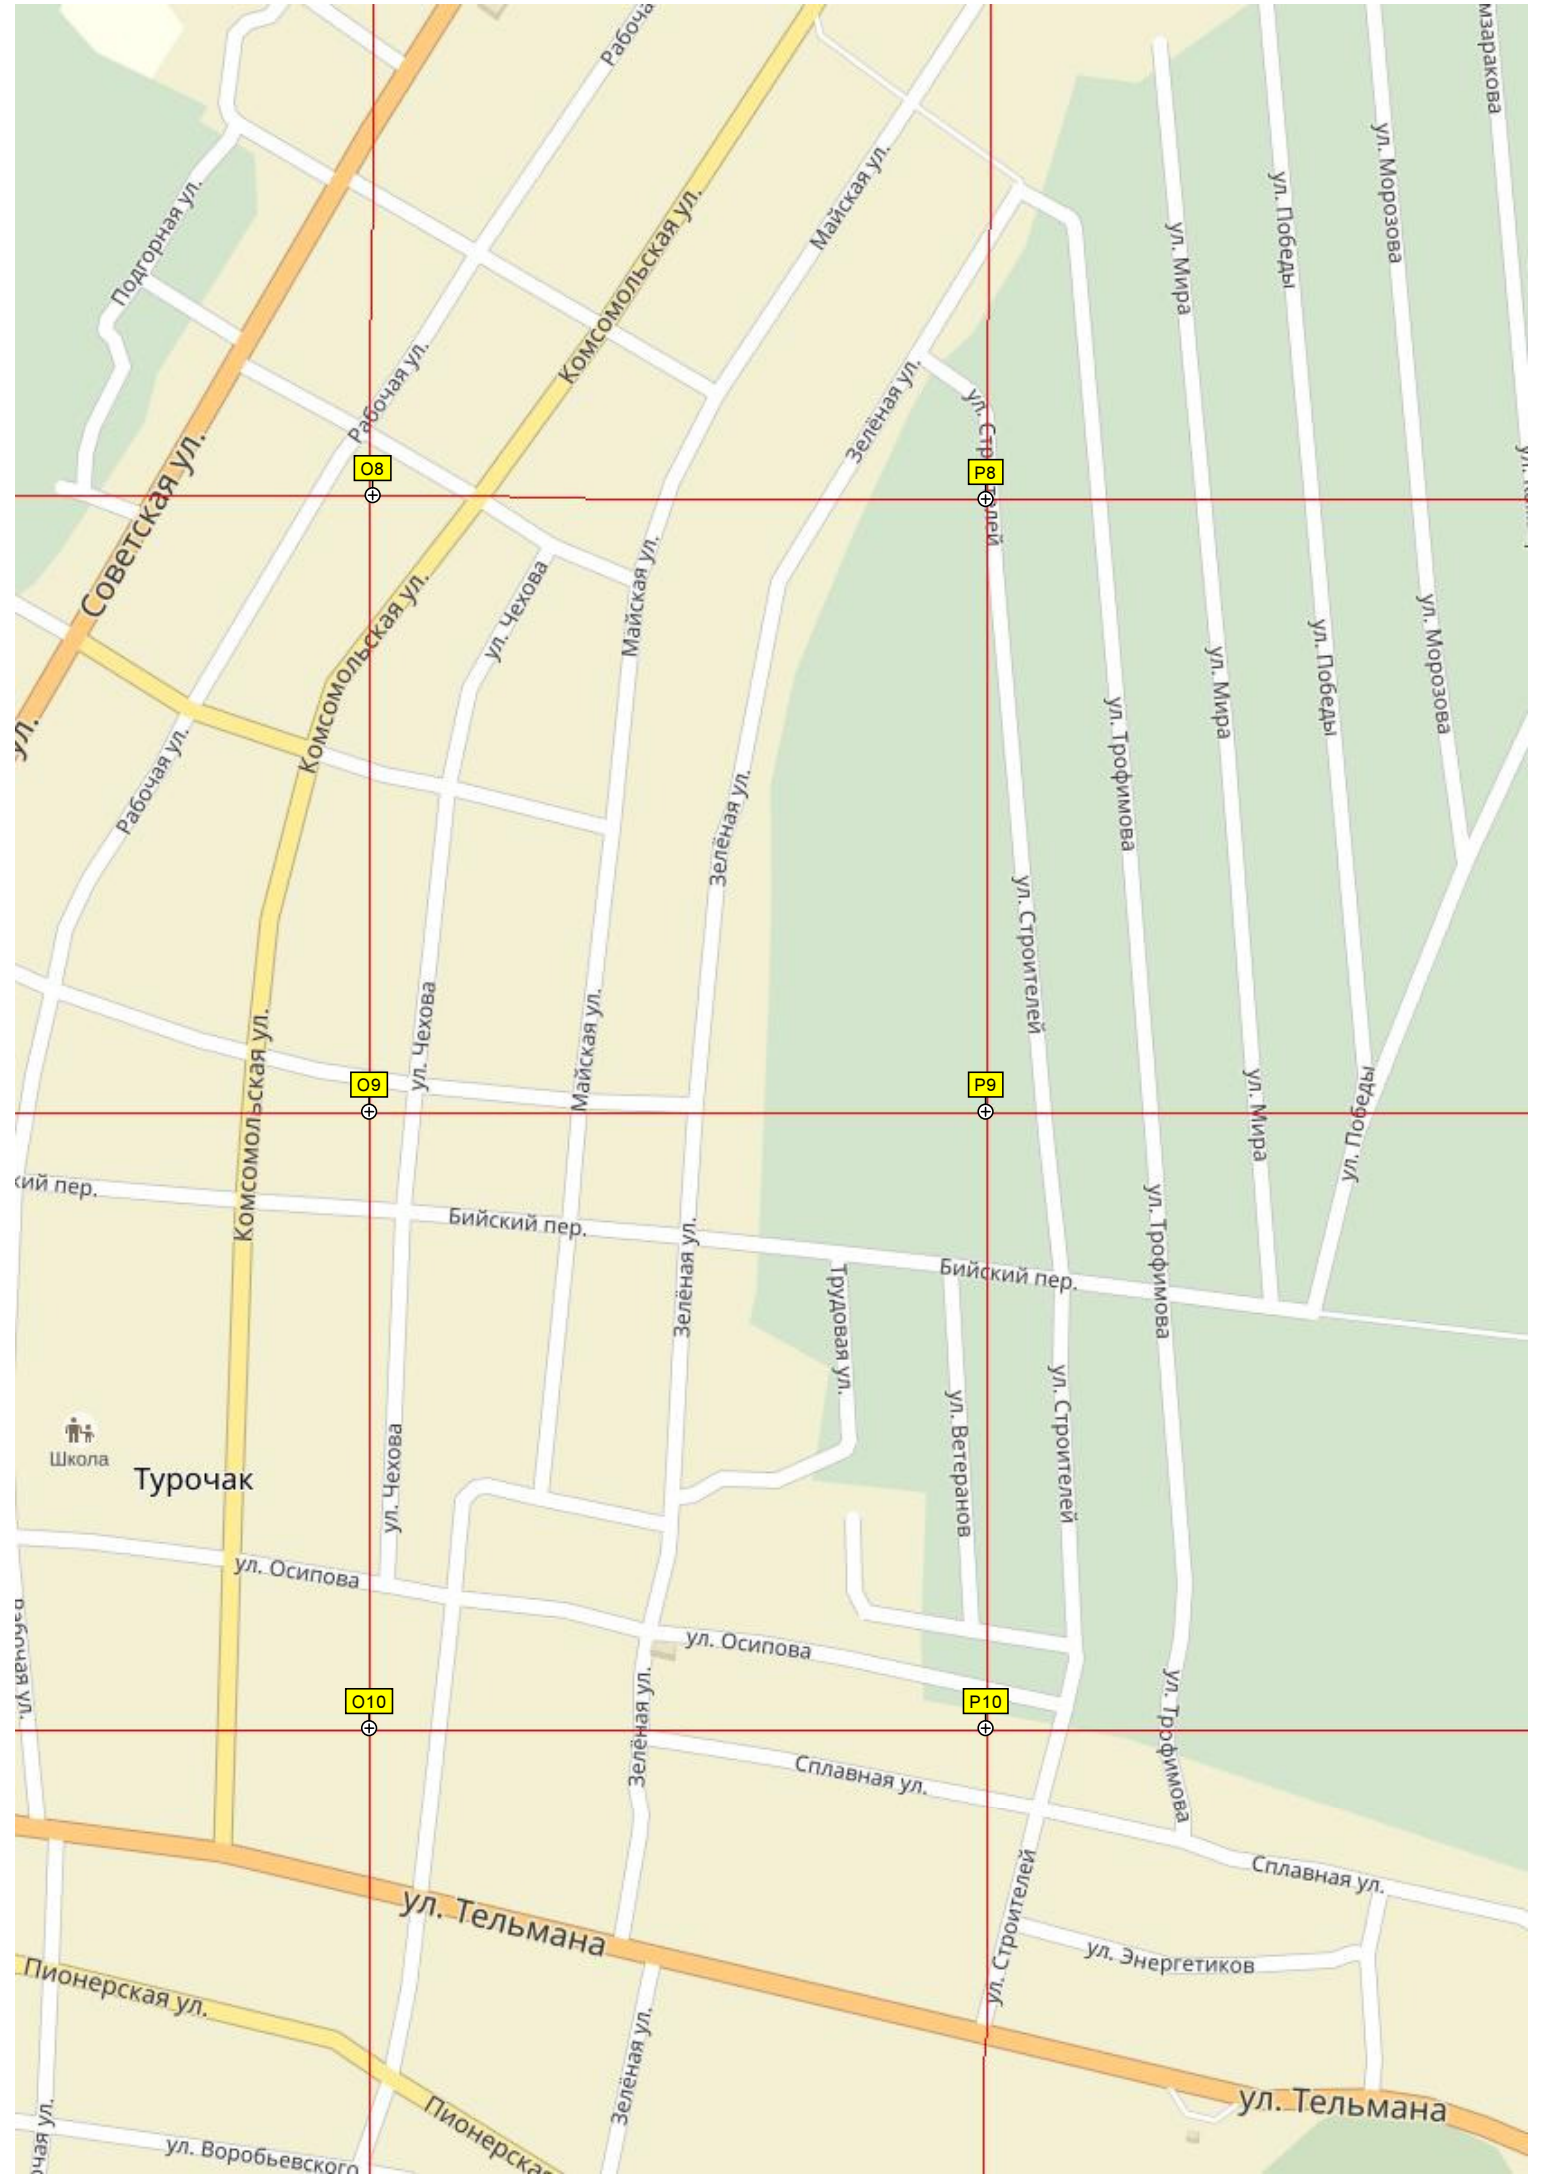 Рабоча
мзаракова
ул. Морозова
Майская ул.
ул. Победы
Подгорная ул.
Комсомольская ул.
ул. Мира
Рабочая ул.
Зелёная ул.
Советская ул.
O8
P8
ул. Чехова
Майская ул.
Комсомольская ул.
ул. Морозова
ул. Победы
ул. Мира
ул.
ул. Трофимова
Рабочая ул.
Зелёная ул.
ул. Строителей
ул. Чехова
Майская ул.
Комсомольская ул.
O9
P9
ул. Мира
ул. Победы
кий пер.
Бийский пер.
Зелёная ул.
Бийский пер.
ул. Трофимова
Трудовая ул.
ул. Строителей
ул. Ветеранов
Школа
Турочак
ул. Чехова
ул. Осипова
Рабочая ул.
ул. Осипова
Зелёная ул.
ул. Трофимова
O10
P10
Сплавная ул.
Сплавная ул.
ул. Тельмана
ул. Строителей
ул. Энергетиков
Пионерская ул.
Зелёная ул.
ул. Тельмана
Пионерская
очая ул.
ул. Воробьевского